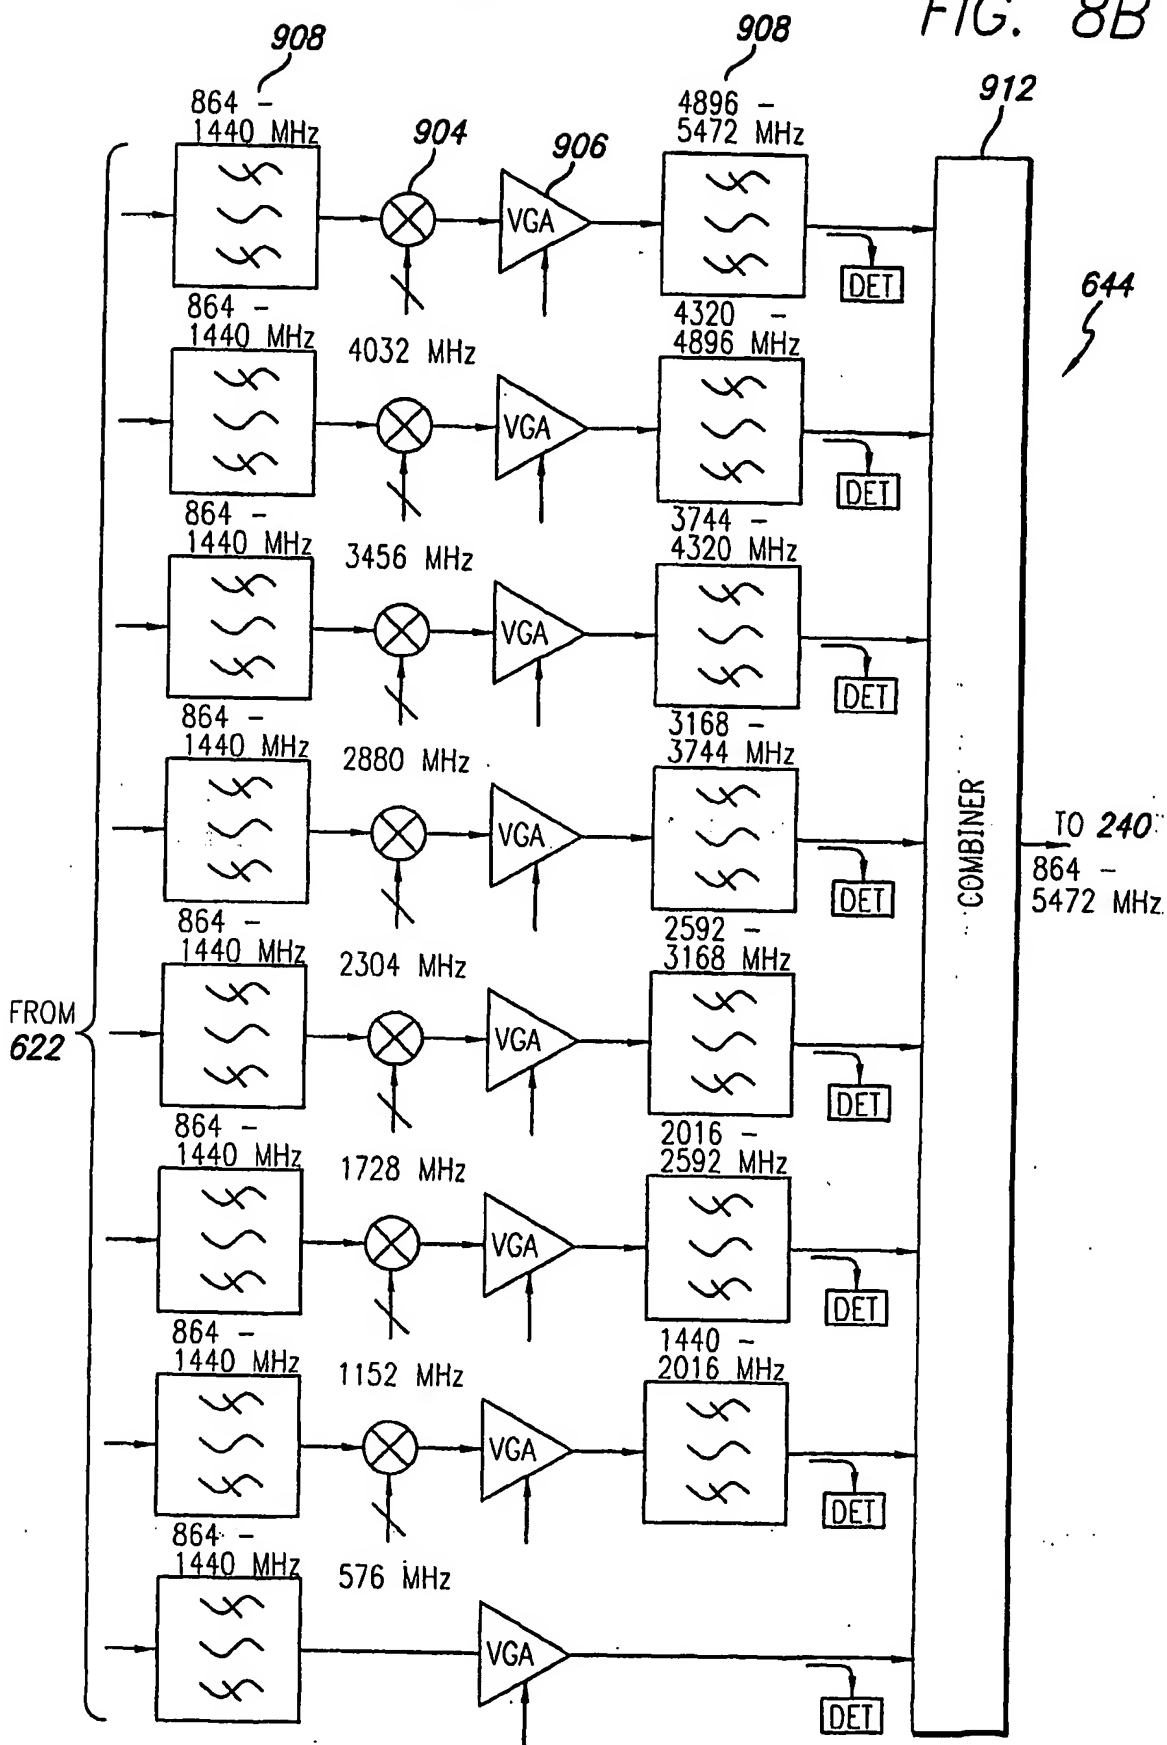 FIG. 8B
908
908
912
864 -
1440 MHz
904
906
4896 -
5472 MHz
VGA
DET
644
864 -
1440 MHz
4032 MHz
4320 -
4896 MHz
VGA
DET
864 -
1440 MHz
3456 MHz
3744 -
4320 MHz
VGA
DET
864 -
1440 MHz
2880 MHz
3168 -
3744 MHz
VGA
DET
COMBINER
TO 240
864 -
5472 MHz
864 -
1440 MHz
2304 MHz
2592 -
3168 MHz
FROM
622
VGA
DET
864 -
1440 MHz
1728 MHz
2016 -
2592 MHz
VGA
DET
864 -
1440 MHz
1152 MHz
1440 -
2016 MHz
VGA
DET
864 -
1440 MHz
576 MHz
VGA
DET